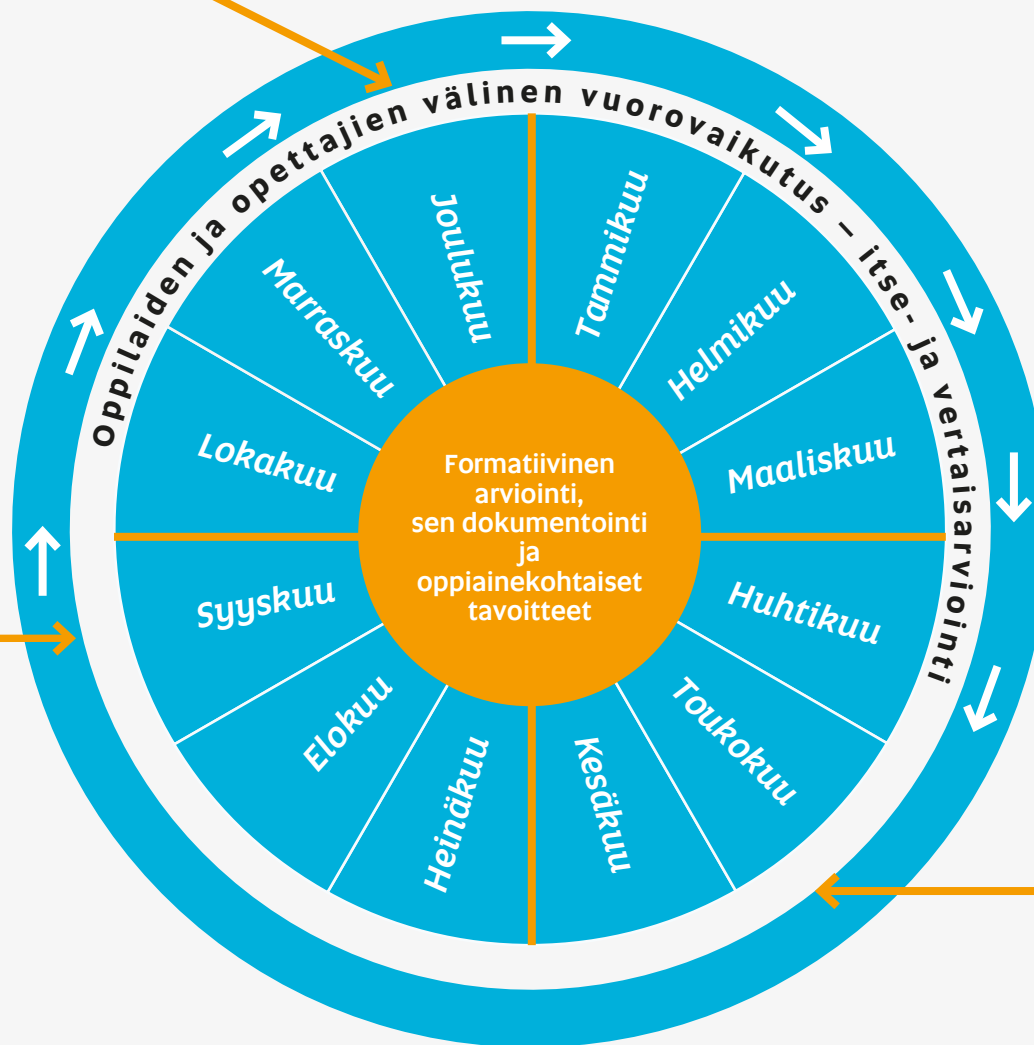 Oppilaiden ja opettajien välinen vuorovaikutus – itse- ja vertaisarviointi
Tammikuu
Helmikuu
Maaliskuu
Huhtikuu
Toukokuu
Kesäkuu
Heinäkuu
Elokuu
Syyskuu
Lokakuu
Marraskuu
Joulukuu
Formatiivinen
arviointi,
sen dokumentointi
ja
oppiainekohtaiset
tavoitteet